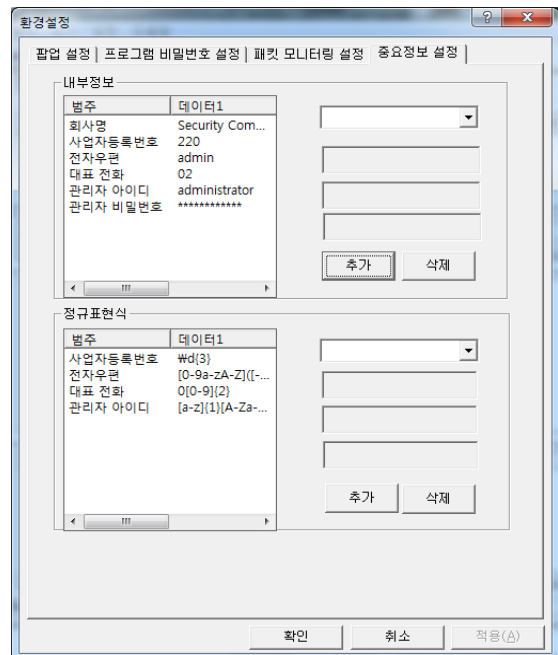 환경설정
팝업 설정 프로그램 비밀번호 설정 패킷 모니터링 설정 중요정보 설정
내부정보
범주 데이터1
회사명 Security Com...
사업자등록번호 220
전자우편 admin
대표 전화 02
관리자 아이디 administrator
관리자 비밀번호 ************
추가 삭제
정규표현식
범주 데이터1
사업자등록번호 ₩d{3}
전자우편 [0-9a-zA-Z]([-...
대표 전화 0[0-9]{2}
관리자 아이디 [a-z]{1}[A-Za-...
추가 삭제
확인 취소 적용(A)